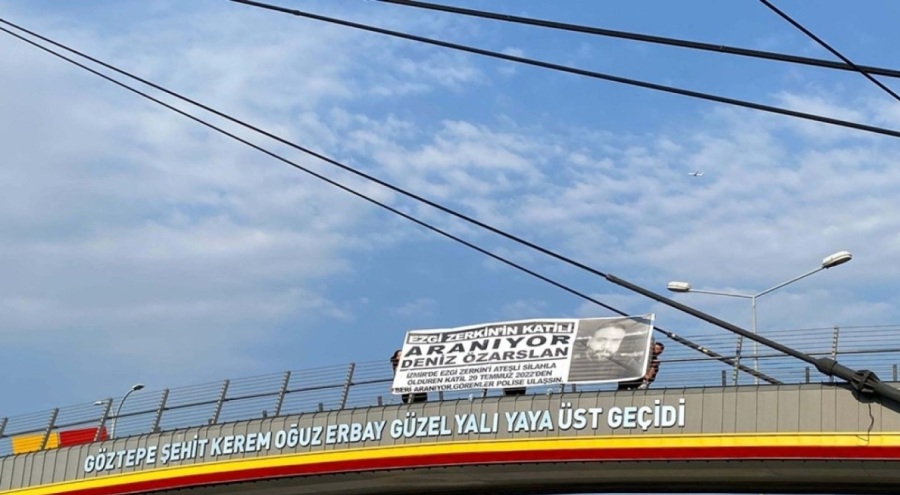 EZGİ ZERKİN'İN KATİLİ
ARANIYOR
DENİZ ÖZARSLAN
İZMİR'DE EZGİ ZERKİN'İ ATEŞLİ SİLAHLA
ÖLDÜREN KATİL 29 TEMMUZ 2022'DEN
BERİ ARANIYOR.GÖRENLER POLİSE ULAŞSIN.
GÖZTEPE ŞEHİT KEREM OĞUZ ERBAY GÜZEL YALI YAYA ÜST GEÇİDİ